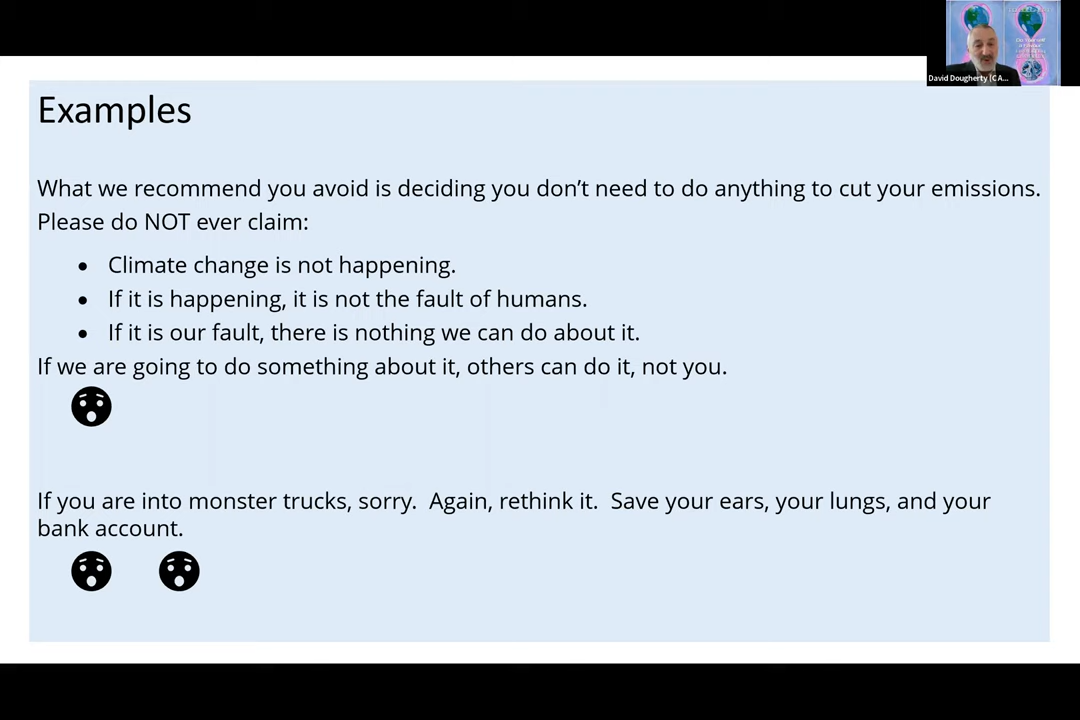 David Dougherty (C A...
Examples
What we recommend you avoid is deciding you don’t need to do anything to cut your emissions.
Please do NOT ever claim:
• Climate change is not happening.
• If it is happening, it is not the fault of humans.
• If it is our fault, there is nothing we can do about it.
If we are going to do something about it, others can do it, not you.
If you are into monster trucks, sorry.  Again, rethink it.  Save your ears, your lungs, and your
bank account.